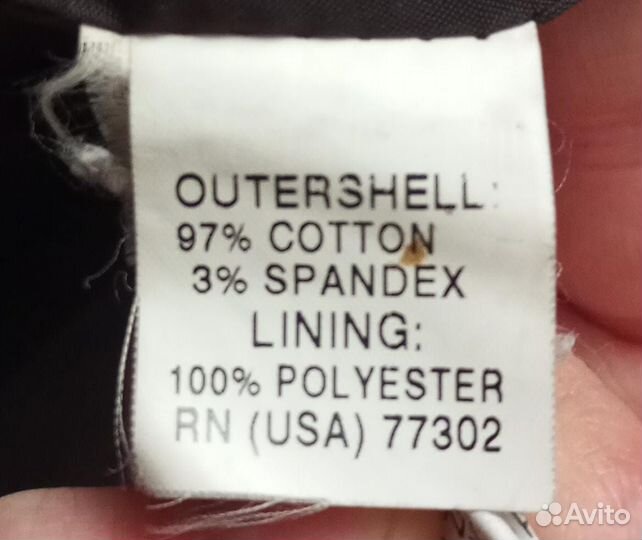 OUTERSHELL:
97% COTTON
3% SPANDEX
LINING:
100% POLYESTER
RN (USA) 77302
Avito